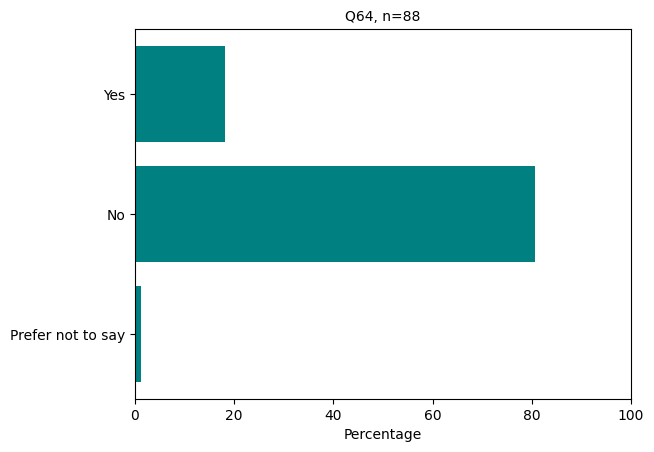 Q64, n=88
Yes
No
Prefer not to say
0 20 40 60 80 100
Percentage